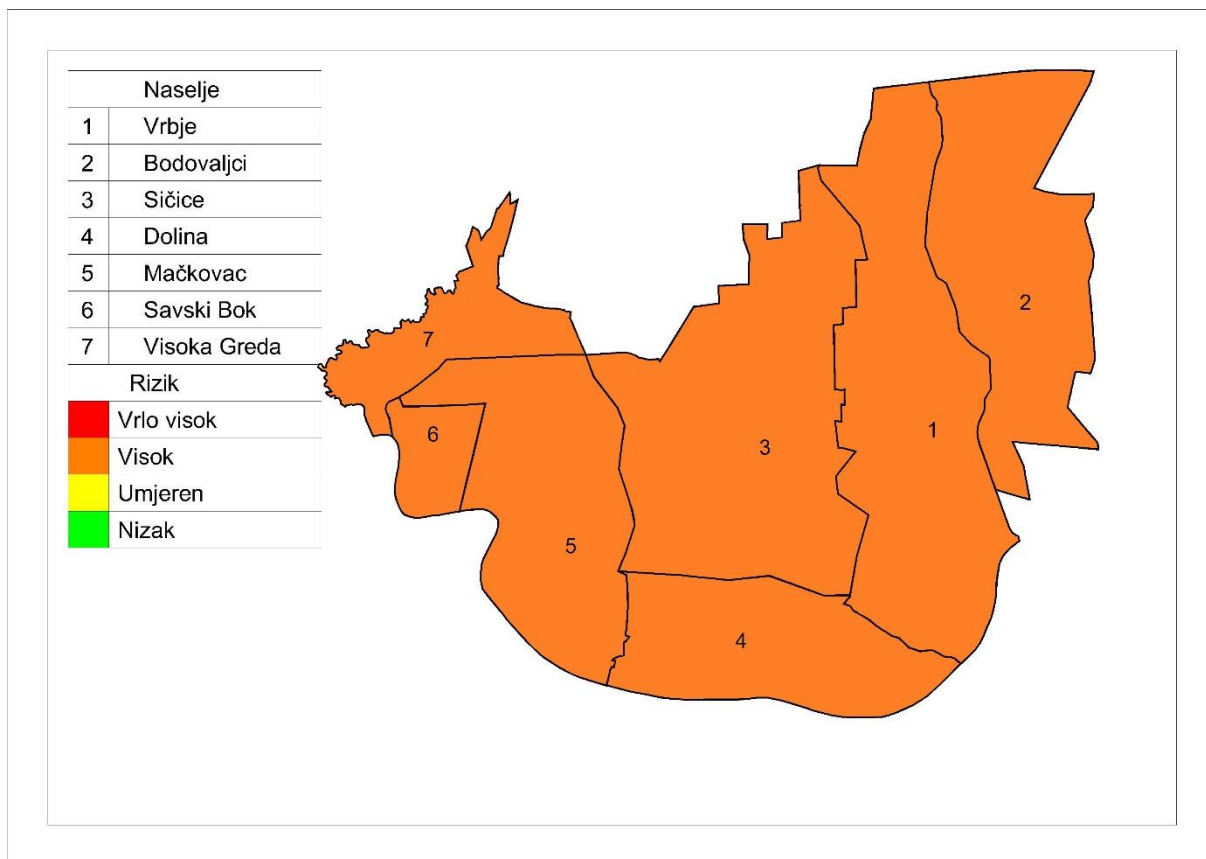 Naselje
1 Vrbje
2 Bodovaljci
3 Sičice
4 Dolina
5 Mačkovac
6 Savski Bok
7 Visoka Greda
Rizik
Vrlo visok
Visok
Umjeren
Nizak
2
7
1
6
3
5
4